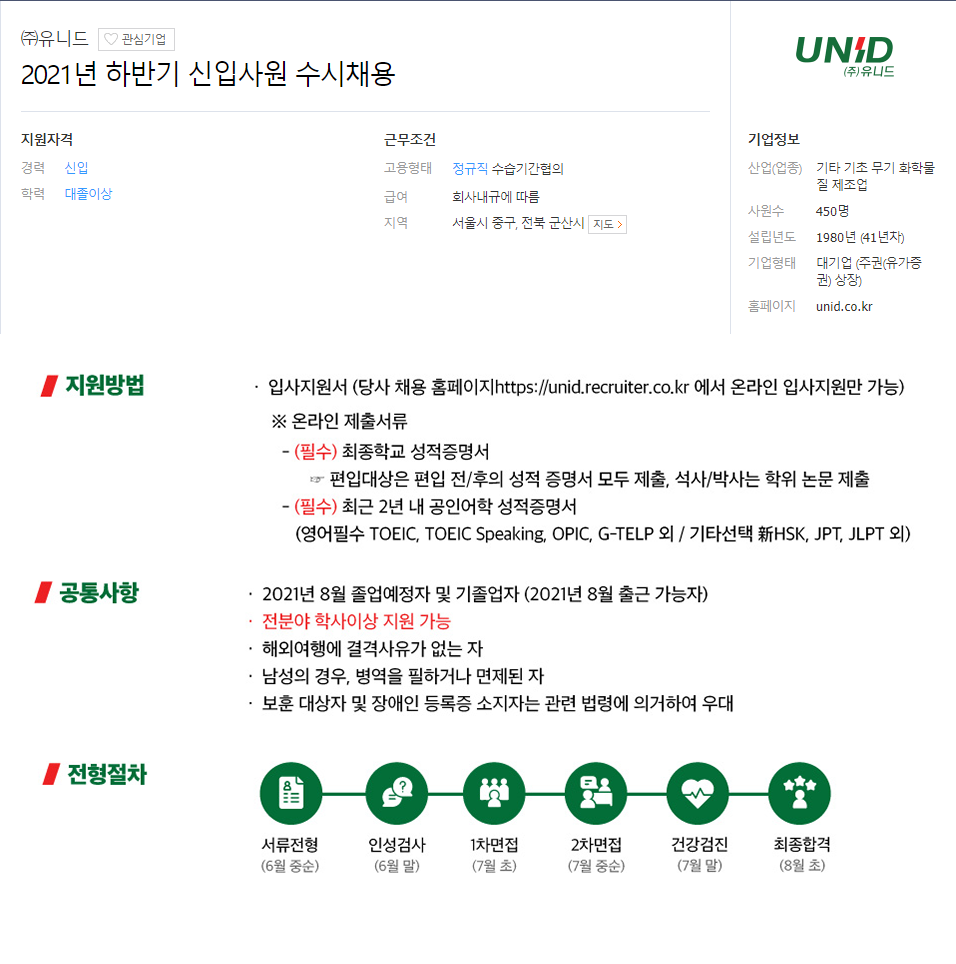 ㈜유니드 ♡ 관심기업
2021년 하반기 신입사원 수시채용
지원자격
경력 신입
학력 대졸이상
근무조건
고용형태 정규직 수습기간협의
급여 회사내규에 따름
지역 서울시 중구, 전북 군산시 지도 >
UNID
(주)유니드
기업정보
산업(업종) 기타 기초 무기 화학물
질 제조업
사원수 450명
설립년도 1980년 (41년차)
기업형태 대기업 (주권(유가증
권) 상장)
홈페이지 unid.co.kr
지원방법
· 입사지원서 (당사 채용 홈페이지https://unid.recruiter.co.kr 에서 온라인 입사지원만 가능)
※ 온라인 제출서류
- (필수) 최종학교 성적증명서
☞ 편입대상은 편입 전/후의 성적 증명서 모두 제출, 석사/박사는 학위 논문 제출
- (필수) 최근 2년 내 공인어학 성적증명서
(영어필수 TOEIC, TOEIC Speaking, OPIC, G-TELP 외 / 기타선택 新HSK, JPT, JLPT 외)
공통사항
· 2021년 8월 졸업예정자 및 기졸업자 (2021년 8월 출근 가능자)
· 전분야 학사이상 지원 가능
· 해외여행에 결격사유가 없는 자
· 남성의 경우, 병역을 필하거나 면제된 자
· 보훈 대상자 및 장애인 등록증 소지자는 관련 법령에 의거하여 우대
전형절차
서류전형 인성검사 1차면접 2차면접 건강검진 최종합격
(6월 중순) (6월 말) (7월 초) (7월 중순) (7월 말) (8월 초)